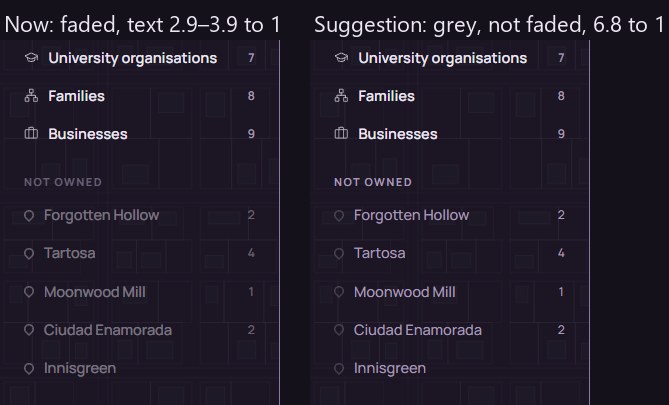 Now: faded, text 2.9–3.9 to 1
University organisations 7
Families 8
Businesses 9
NOT OWNED
Forgotten Hollow 2
Tartosa 4
Moonwood Mill 1
Ciudad Enamorada 2
Innisgreen
Suggestion: grey, not faded, 6.8 to 1
University organisations 7
Families 8
Businesses 9
NOT OWNED
Forgotten Hollow 2
Tartosa 4
Moonwood Mill 1
Ciudad Enamorada 2
Innisgreen